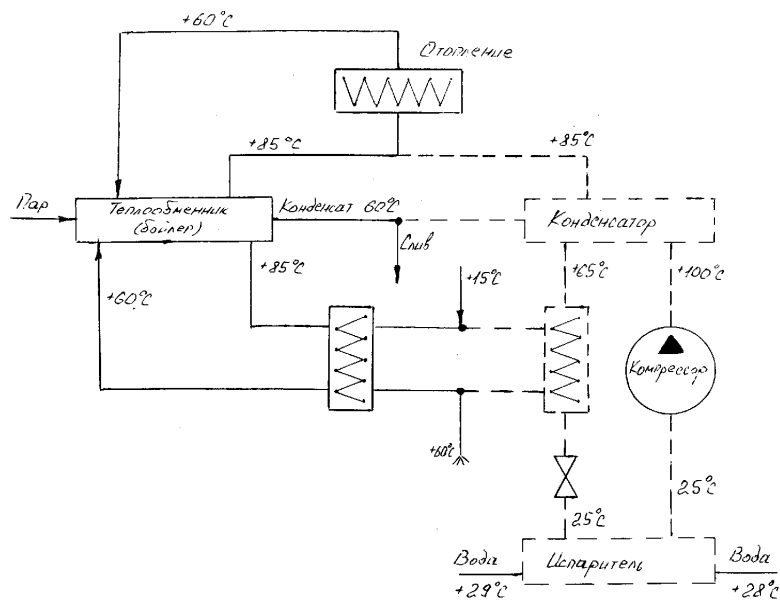 +60°C
Отопление
+85°C
+85°C
Пар
Теплообменник
(бойлер)
Конденсат 60°C
Конденсатор
Слив
+60°C
+85°C
+15°C
+65°C
+100°C
Компрессор
+60°C
25°C
25°C
Вода
+29°C
Испаритель
Вода
+28°C